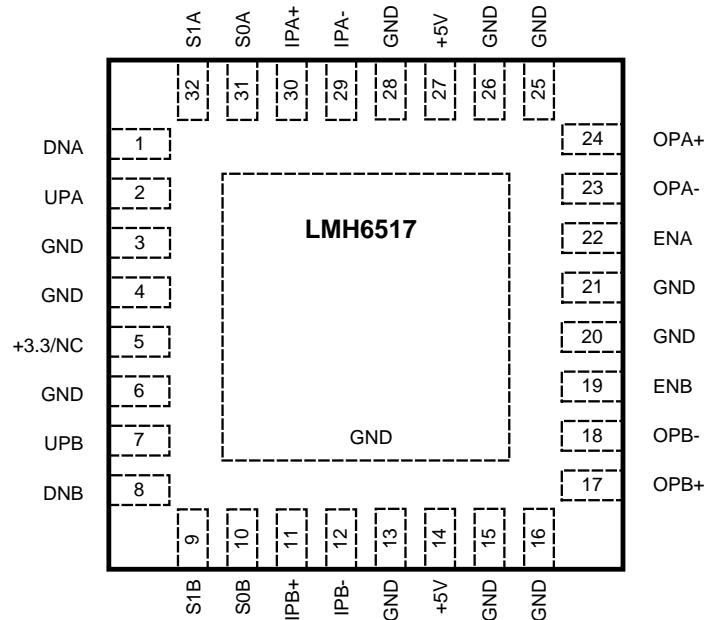 S1A S0A IPA+ IPA- GND +5V GND GND
32 31 30 29 28 27 26 25
DNA 1 24 OPA+
UPA 2 23 OPA-
GND 3 22 ENA
GND 4 21 GND
+3.3/NC 5 20 GND
GND 6 19 ENB
UPB 7 18 OPB-
DNB 8 17 OPB+
LMH6517
GND
9 10 11 12 13 14 15 16
S1B S0B IPB+ IPB- GND +5V GND GND